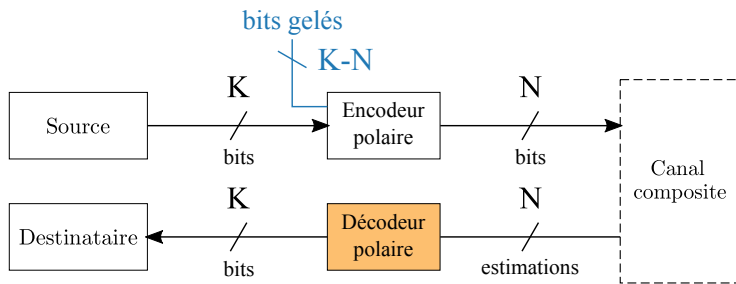 bits gelés
K-N
K
N
Source
Encodeur
polaire
bits
bits
Canal
composite
K
N
Destinataire
Décodeur
polaire
bits
estimations